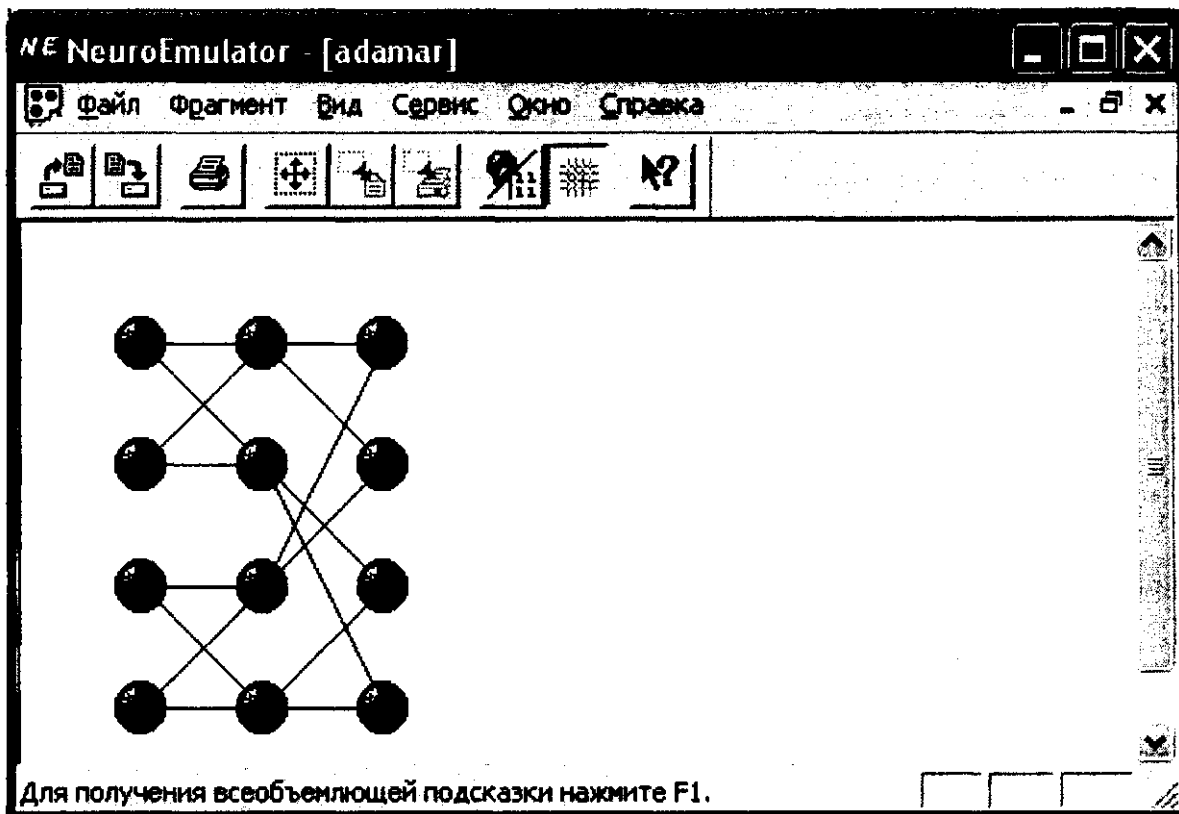 NE NeuroEmulator - [adamar]
Файл Фрагмент Вид Сервис Окно Справка
Для получения всеобъемлющей подсказки нажмите F1.